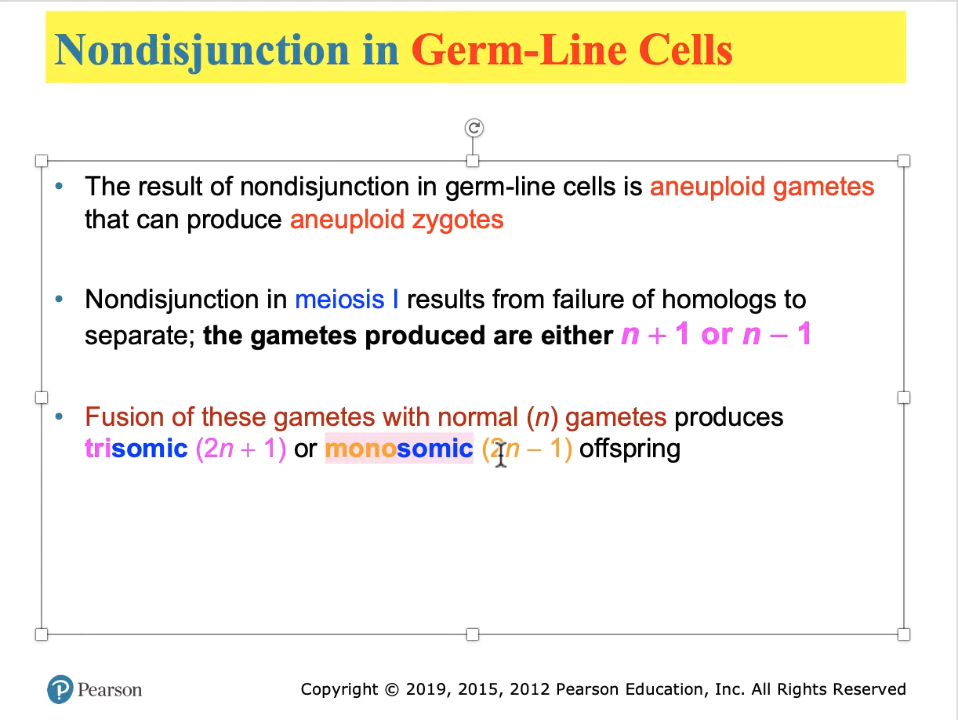 Nondisjunction in Germ-Line Cells
• The result of nondisjunction in germ-line cells is aneuploid gametes
that can produce aneuploid zygotes
• Nondisjunction in meiosis I results from failure of homologs to
separate; the gametes produced are either n + 1 or n – 1
• Fusion of these gametes with normal (n) gametes produces
trisomic (2n + 1) or monosomic (2n – 1) offspring
P Pearson
Copyright © 2019, 2015, 2012 Pearson Education, Inc. All Rights Reserved